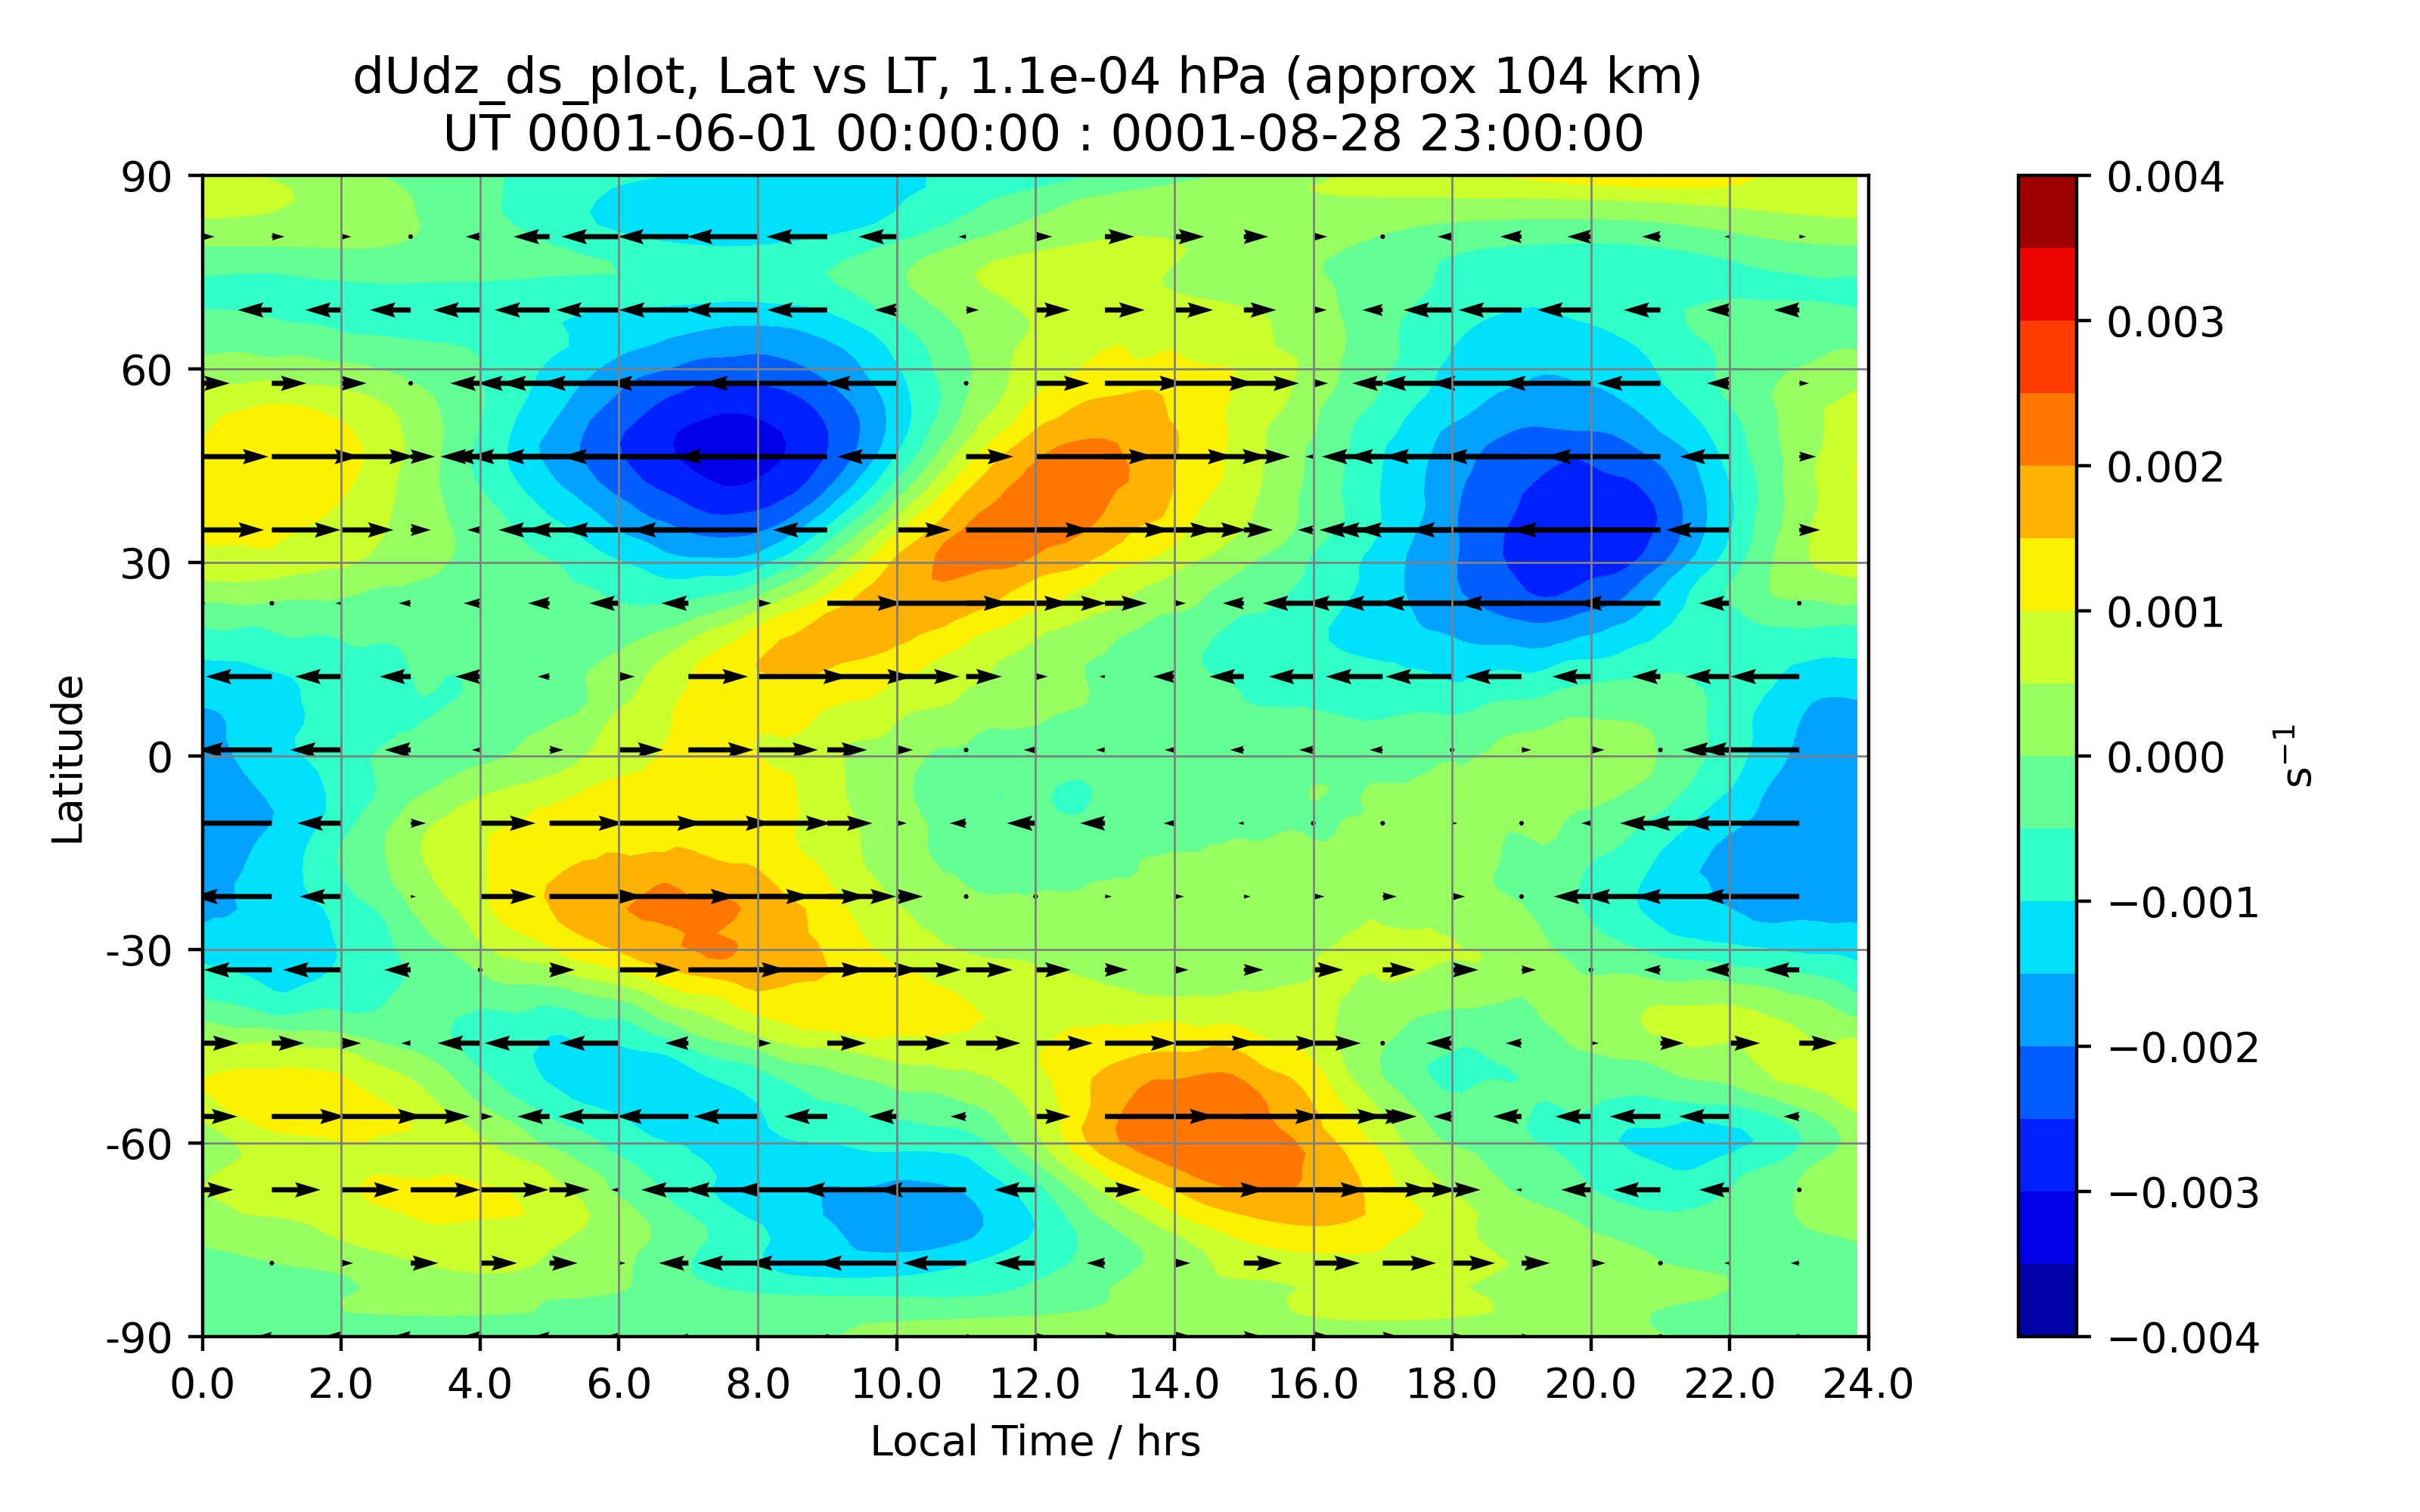 dUdz_ds_plot, Lat vs LT, 1.1e-04 hPa (approx 104 km)
UT 0001-06-01 00:00:00 : 0001-08-28 23:00:00
90
60
30
0
-30
-60
-90
Latitude
0.0 2.0 4.0 6.0 8.0 10.0 12.0 14.0 16.0 18.0 20.0 22.0 24.0
Local Time / hrs
0.004
0.003
0.002
0.001
0.000
−0.001
−0.002
−0.003
−0.004
s⁻¹